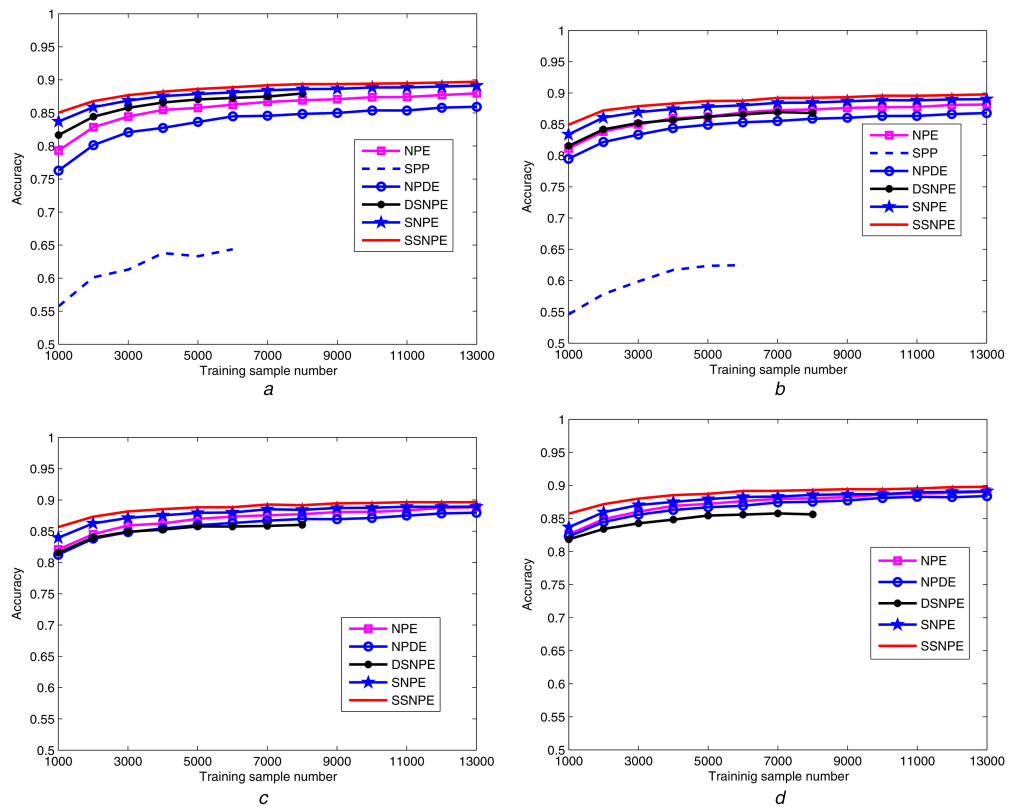 1
0.95
0.9
0.85
0.8
0.75
0.7
0.65
0.6
0.55
0.5
Accuracy
NPE
SPP
NPDE
DSNPE
SNPE
SSNPE
1000 3000 5000 7000 9000 11000 13000
Training sample number
a
1
0.95
0.9
0.85
0.8
0.75
0.7
0.65
0.6
0.55
0.5
Accuracy
NPE
SPP
NPDE
DSNPE
SNPE
SSNPE
1000 3000 5000 7000 9000 11000 13000
Training sample number
b
1
0.95
0.9
0.85
0.8
0.75
0.7
0.65
0.6
0.55
0.5
Accuracy
NPE
NPDE
DSNPE
SNPE
SSNPE
1000 3000 5000 7000 9000 11000 13000
Training sample number
c
1
0.95
0.9
0.85
0.8
0.75
0.7
0.65
0.6
0.55
0.5
Accuracy
NPE
NPDE
DSNPE
SNPE
SSNPE
1000 3000 5000 7000 9000 11000 13000
Traininig sample number
d